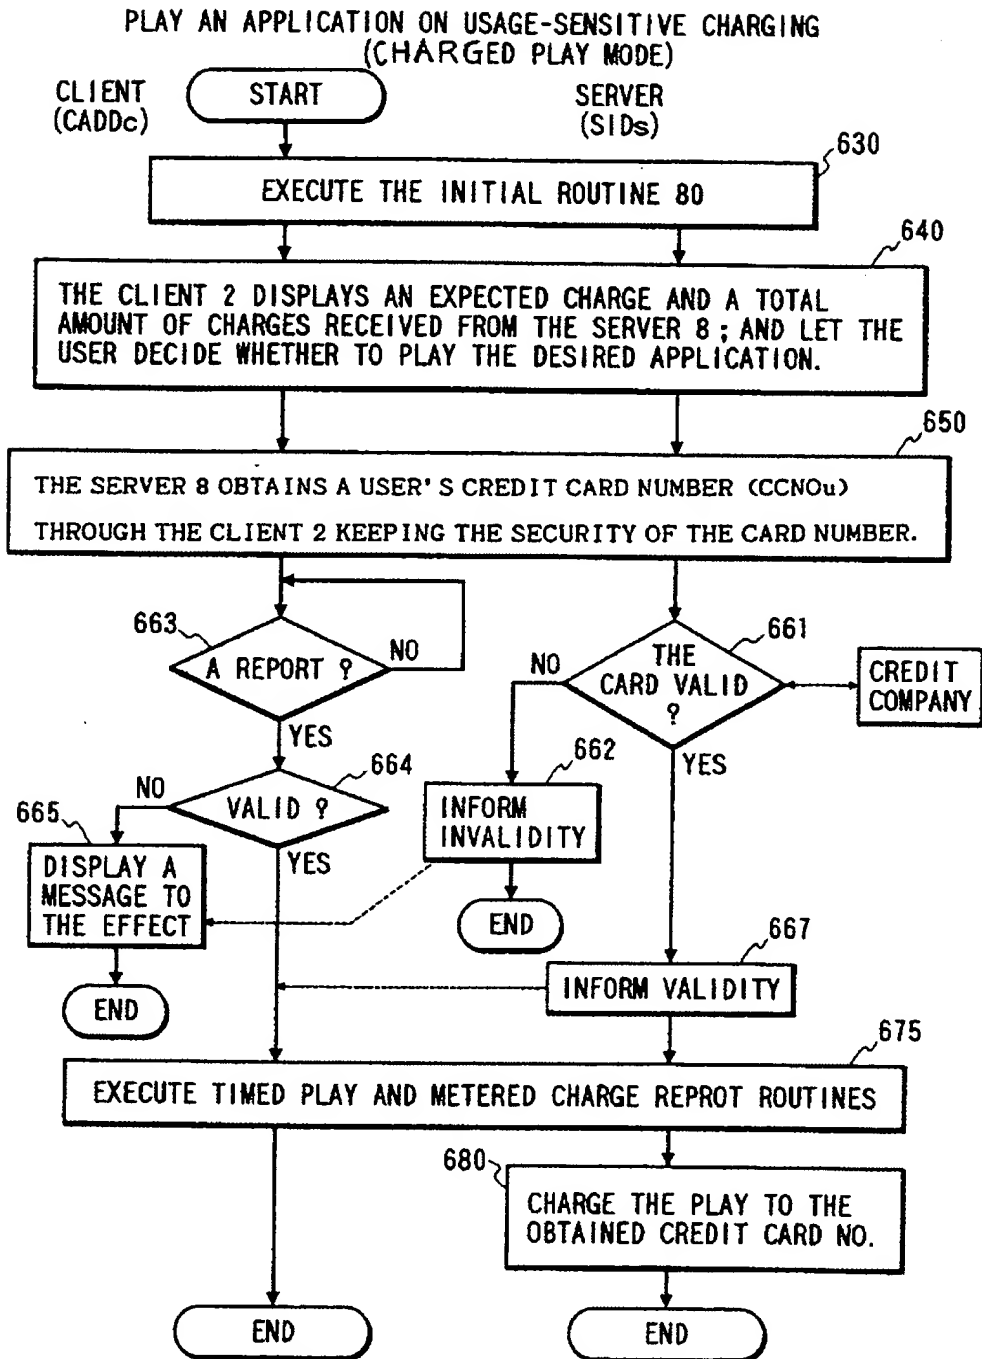 PLAY AN APPLICATION ON USAGE-SENSITIVE CHARGING
(CHARGED PLAY MODE)
CLIENT
(CADDc)
START
SERVER
(SIDs)
630
EXECUTE THE INITIAL ROUTINE 80
640
THE CLIENT 2 DISPLAYS AN EXPECTED CHARGE AND A TOTAL
AMOUNT OF CHARGES RECEIVED FROM THE SERVER 8; AND LET THE
USER DECIDE WHETHER TO PLAY THE DESIRED APPLICATION.
650
THE SERVER 8 OBTAINS A USER'S CREDIT CARD NUMBER (CCNOu)
THROUGH THE CLIENT 2 KEEPING THE SECURITY OF THE CARD NUMBER.
663
A REPORT ?
NO
YES
661
THE
CARD VALID
?
NO
YES
CREDIT
COMPANY
664
VALID ?
NO
YES
662
INFORM
INVALIDITY
END
665
DISPLAY A
MESSAGE TO
THE EFFECT
END
667
INFORM VALIDITY
675
EXECUTE TIMED PLAY AND METERED CHARGE REPROT ROUTINES
680
CHARGE THE PLAY TO THE
OBTAINED CREDIT CARD NO.
END
END